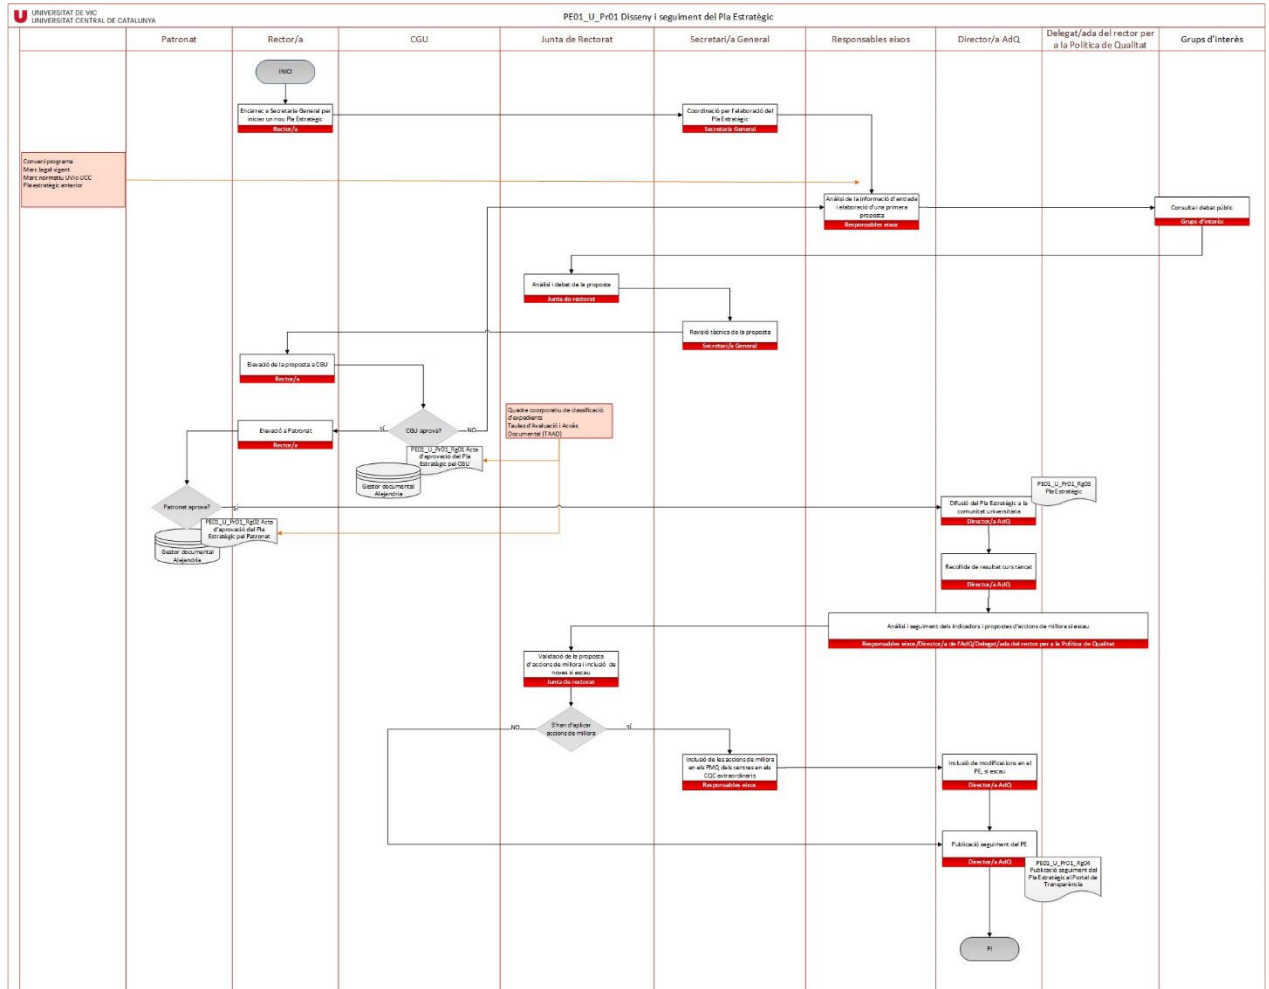 UNIVERSITAT DE VIC
UNIVERSITAT CENTRAL DE CATALUNYA
PE01_U_Pr01 Disseny i seguiment del Pla Estratègic
Patronat
Rector/a
CGU
Junta de Rectorat
Secretari/a General
Responsables eixos
Director/a AdQ
Delegat/ada del rector per
a la Política de Qualitat
Grups d'interès
INICI
Encàrrec a Secretaria General per
iniciar un nou Pla Estratègic
Rector/a
Coordinació per l'elaboració del
Pla Estratègic
Secretaria General
Conveni programa
Marc legal vigent
Marc normatiu UVic-UCC
Pla estratègic anterior
Anàlisi de la informació d'entrada
i elaboració d'una primera
proposta
Responsables eixos
Consulta i debat públic
Grups d'interès
Anàlisi i debat de la proposta
Junta de rectorat
Revisió tècnica de la proposta
Secretari/a General
Elevació de la proposta a CGU
Rector/a
Quadre coorporatiu de classificació
d'expedients
Taules d'Avaluació i Accés
Documental (TAAD)
Elevació a Patronat
Rector/a
SÍ
CGU aprova?
NO
PE01_U_Pr01_Rg01 Acta
d'aprovació del Pla
Estratègic pel CGU
Gestor documental
Alejandria
Patronat aprova?
SÍ
PE01_U_Pr01_Rg02 Acta
d'aprovació del Pla
Estratègic pel Patronat
Gestor documental
Alejandria
PE01_U_Pr01_Rg03
Pla Estratègic
Difusió del Pla Estratègic a la
comunitat universitària
Director/a AdQ
Recollida de resultat curs tancat
Director/a AdQ
Anàlisi i seguiment dels indicadors i propostes d'accions de millora si escau
Responsables eixos/Director/a de l'AdQ/Delegat/ada del rector per a la Política de Qualitat
Validació de la proposta
d'accions de millora i inclusió de
noves si escau
Junta de rectorat
NO
S'han d'aplicar
accions de millora
SÍ
Inclusió de les accions de millora
en els PMQ dels centres en els
CQC extraordinaris
Responsables eixos
Inclusió de modificacions en el
PE, si escau
Director/a AdQ
Publicació seguiment del PE
Director/a AdQ
PE01_U_Pr01_Rg04
Publicació seguiment del
Pla Estratègic al Portal de
Transparència
FI